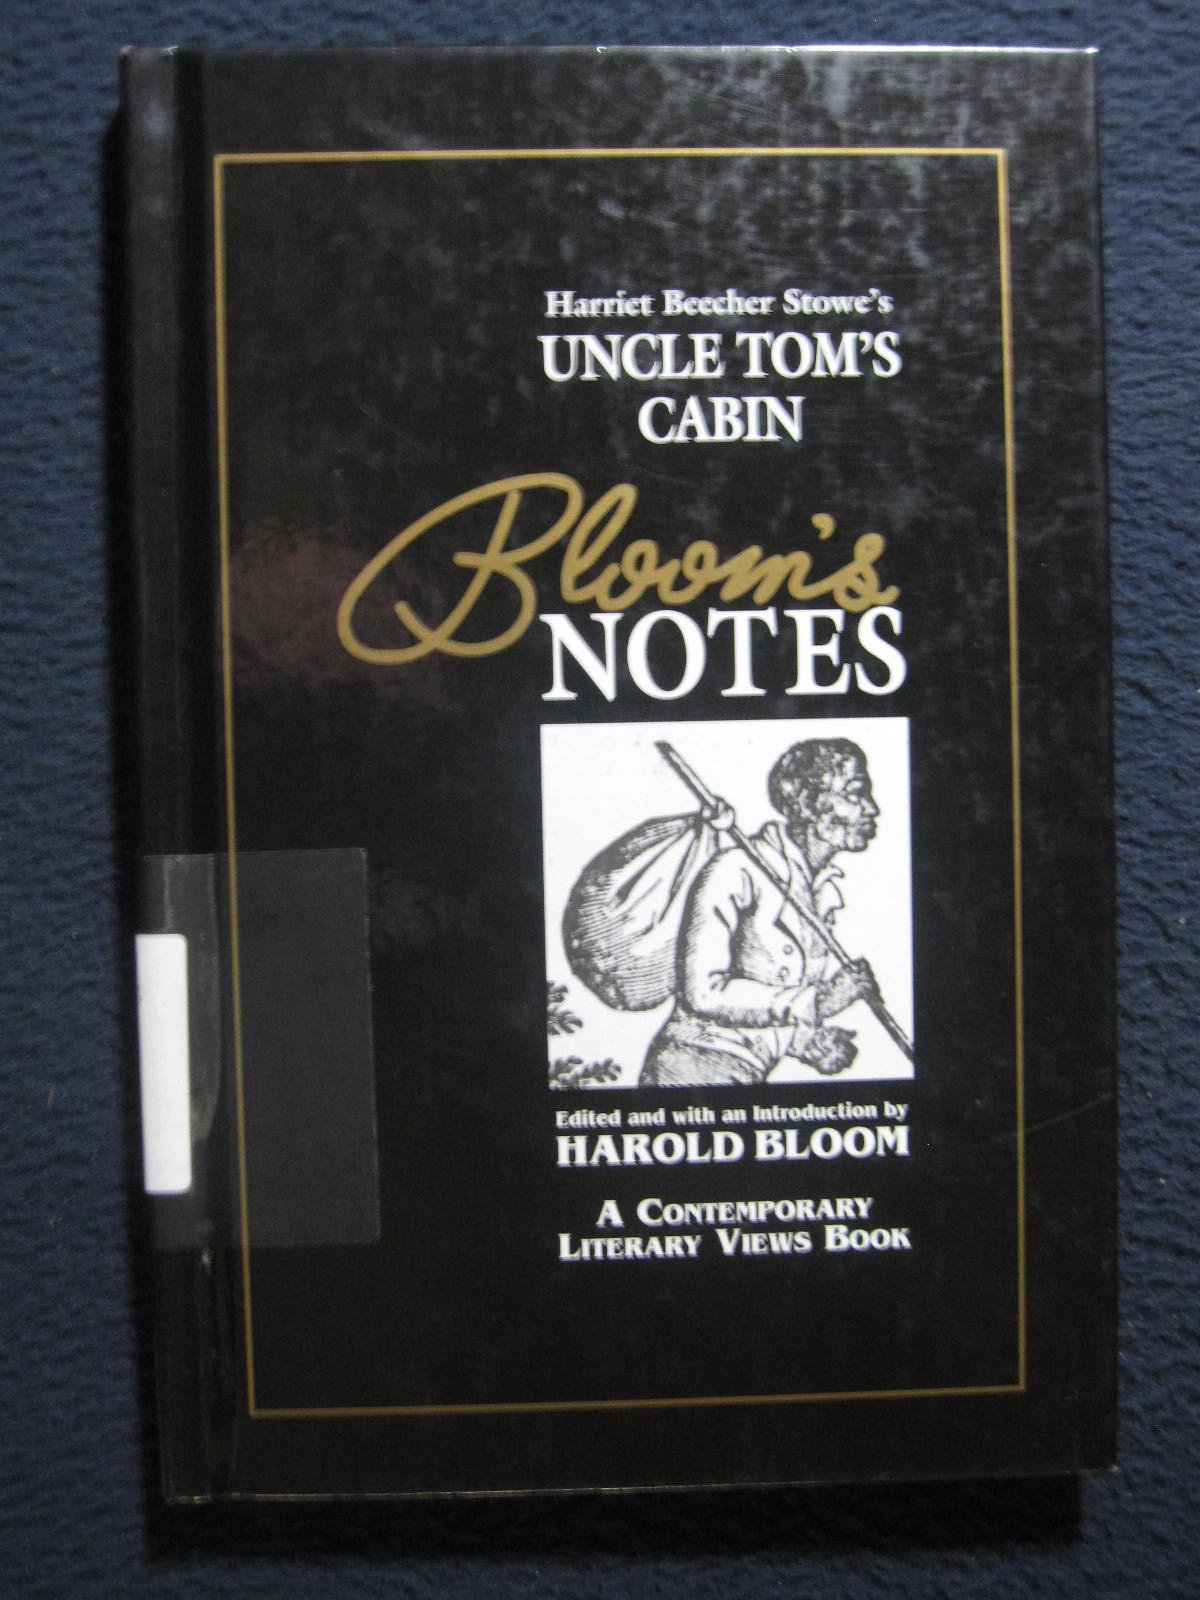 Harriet Beecher Stowe's
UNCLE TOM'S
CABIN
Bloom's
NOTES
Edited and with an Introduction by
HAROLD BLOOM
A CONTEMPORARY
LITERARY VIEWS BOOK